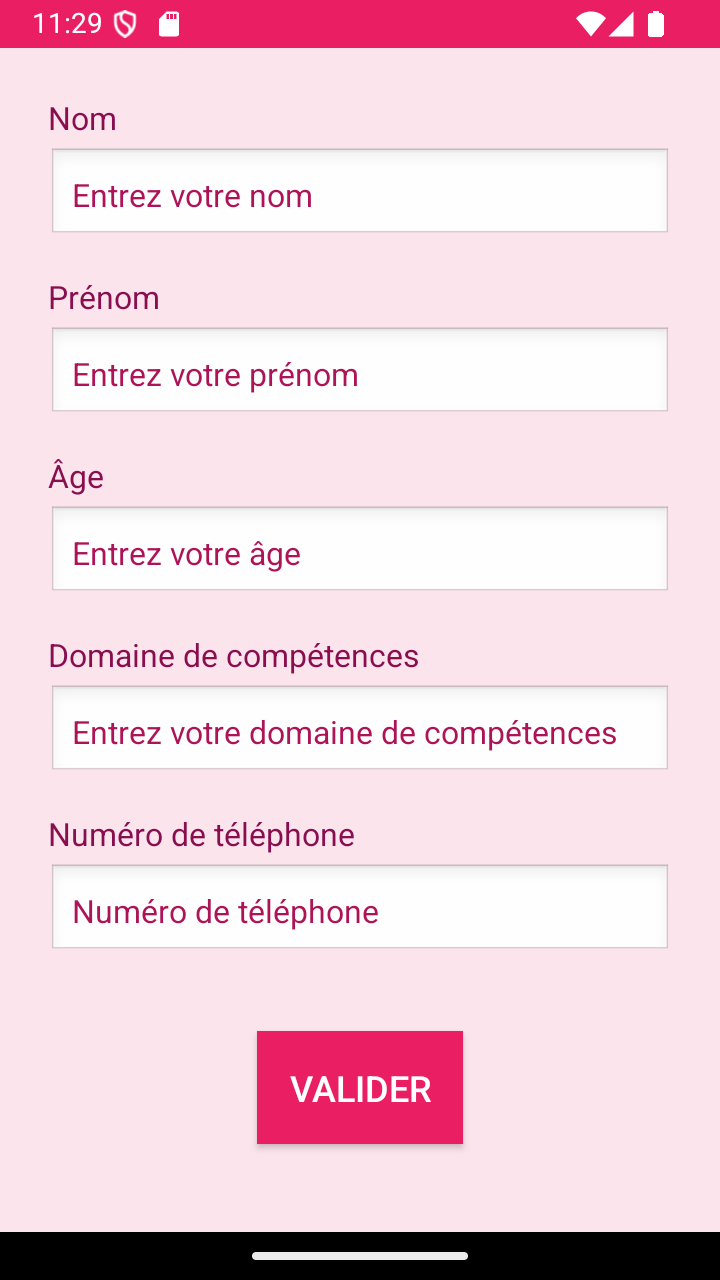 11:29
Nom
Entrez votre nom
Prénom
Entrez votre prénom
Âge
Entrez votre âge
Domaine de compétences
Entrez votre domaine de compétences
Numéro de téléphone
Numéro de téléphone
VALIDER